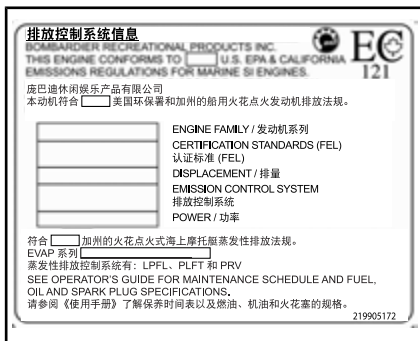 排放控制系统信息
BOMBARDIER RECREATIONAL PRODUCTS INC.
THIS ENGINE CONFORMS TO U.S. EPA & CALIFORNIA
EMISSIONS REGULATIONS FOR MARINE SI ENGINES.
EC
121
庞巴迪休闲娱乐产品有限公司
本动机符合 美国环保署和加州的船用火花点火发动机排放法规。
ENGINE FAMILY / 发动机系列
CERTIFICATION STANDARDS (FEL)
认证标准 (FEL)
DISPLACEMENT / 排量
EMISSION CONTROL SYSTEM
排放控制系统
POWER / 功率
符合 加州的火花点火式海上摩托艇蒸发性排放法规。
EVAP 系列
蒸发性排放控制系统有: LPFL、PLFT 和 PRV
SEE OPERATOR'S GUIDE FOR MAINTENANCE SCHEDULE AND FUEL,
OIL AND SPARK PLUG SPECIFICATIONS.
请参阅《使用手册》了解保养时间表以及燃油、机油和火花塞的规格。
219905172